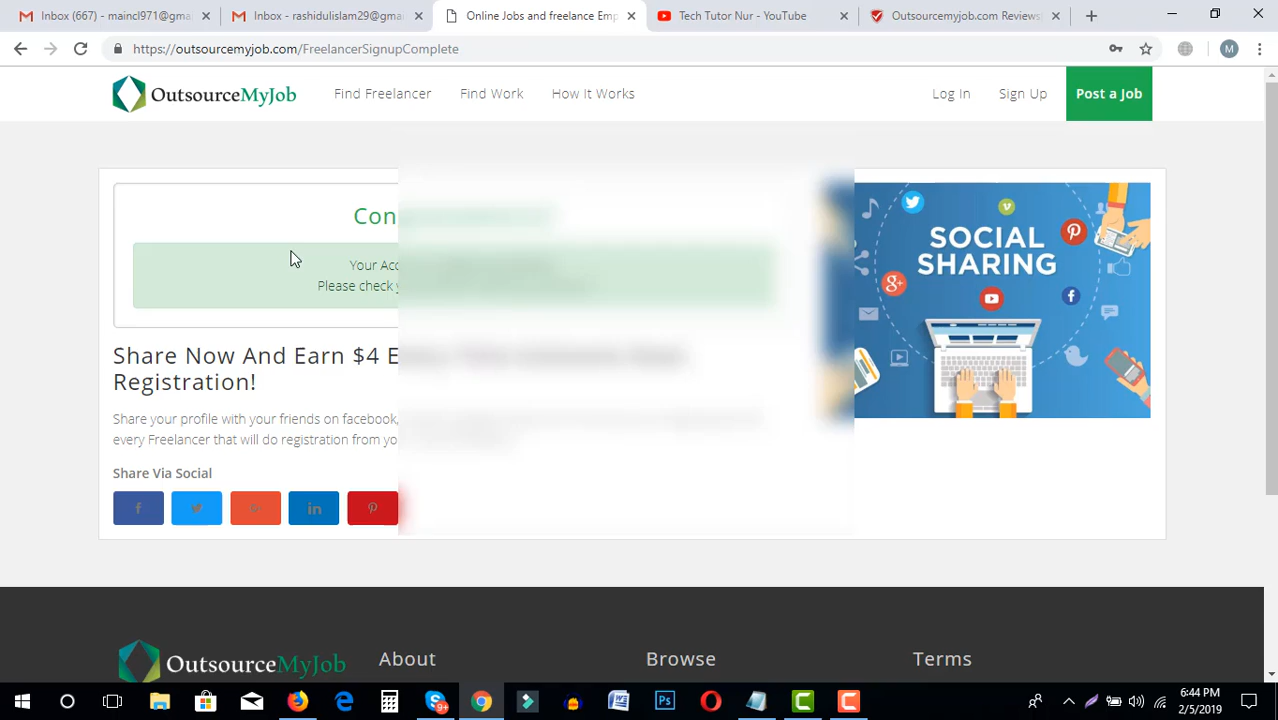 Inbox (667) - maincl971@gma
Inbox - rashidulislam29@gma
Online Jobs and freelance Emp
Tech Tutor Nur - YouTube
Outsourcemyjob.com Reviews
https://outsourcemyjob.com/FreelancerSignupComplete
M
OutsourceMyJob
Find Freelancer
Find Work
How It Works
Log In
Sign Up
Post a Job
Con
Your Acc
Please check
Share Now And Earn $4 E
Registration!
Share your profile with your friends on facebook,
every Freelancer that will do registration from yo
Share Via Social
SOCIAL
SHARING
OutsourceMyJob
About
Browse
Terms
6:44 PM
2/5/2019